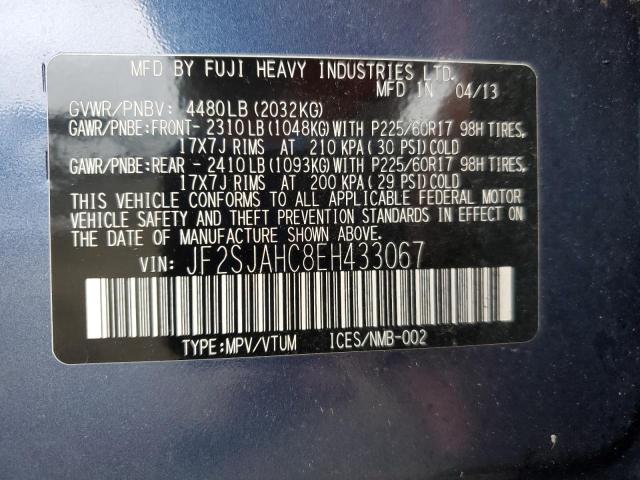 MFD BY FUJI HEAVY INDUSTRIES LTD.
MFD IN 04/13
GVWR/PNBV: 4480LB (2032KG)
GAWR/PNBE:FRONT- 2310LB (1048KG)WITH P225/60R17 98H TIRES,
17X7J RIMS AT 210 KPA (30 PSI)COLD
GAWR/PNBE:REAR - 2410LB (1093KG)WITH P225/60R17 98H TIRES,
17X7J RIMS AT 200 KPA (29 PSI)COLD
THIS VEHICLE CONFORMS TO ALL APPLICABLE FEDERAL MOTOR
VEHICLE SAFETY AND THEFT PREVENTION STANDARDS IN EFFECT ON
THE DATE OF MANUFACTURE SHOWN ABOVE.
VIN: JF2SJAHC8EH433067
TYPE:MPV/VTUM ICES/NMB-002